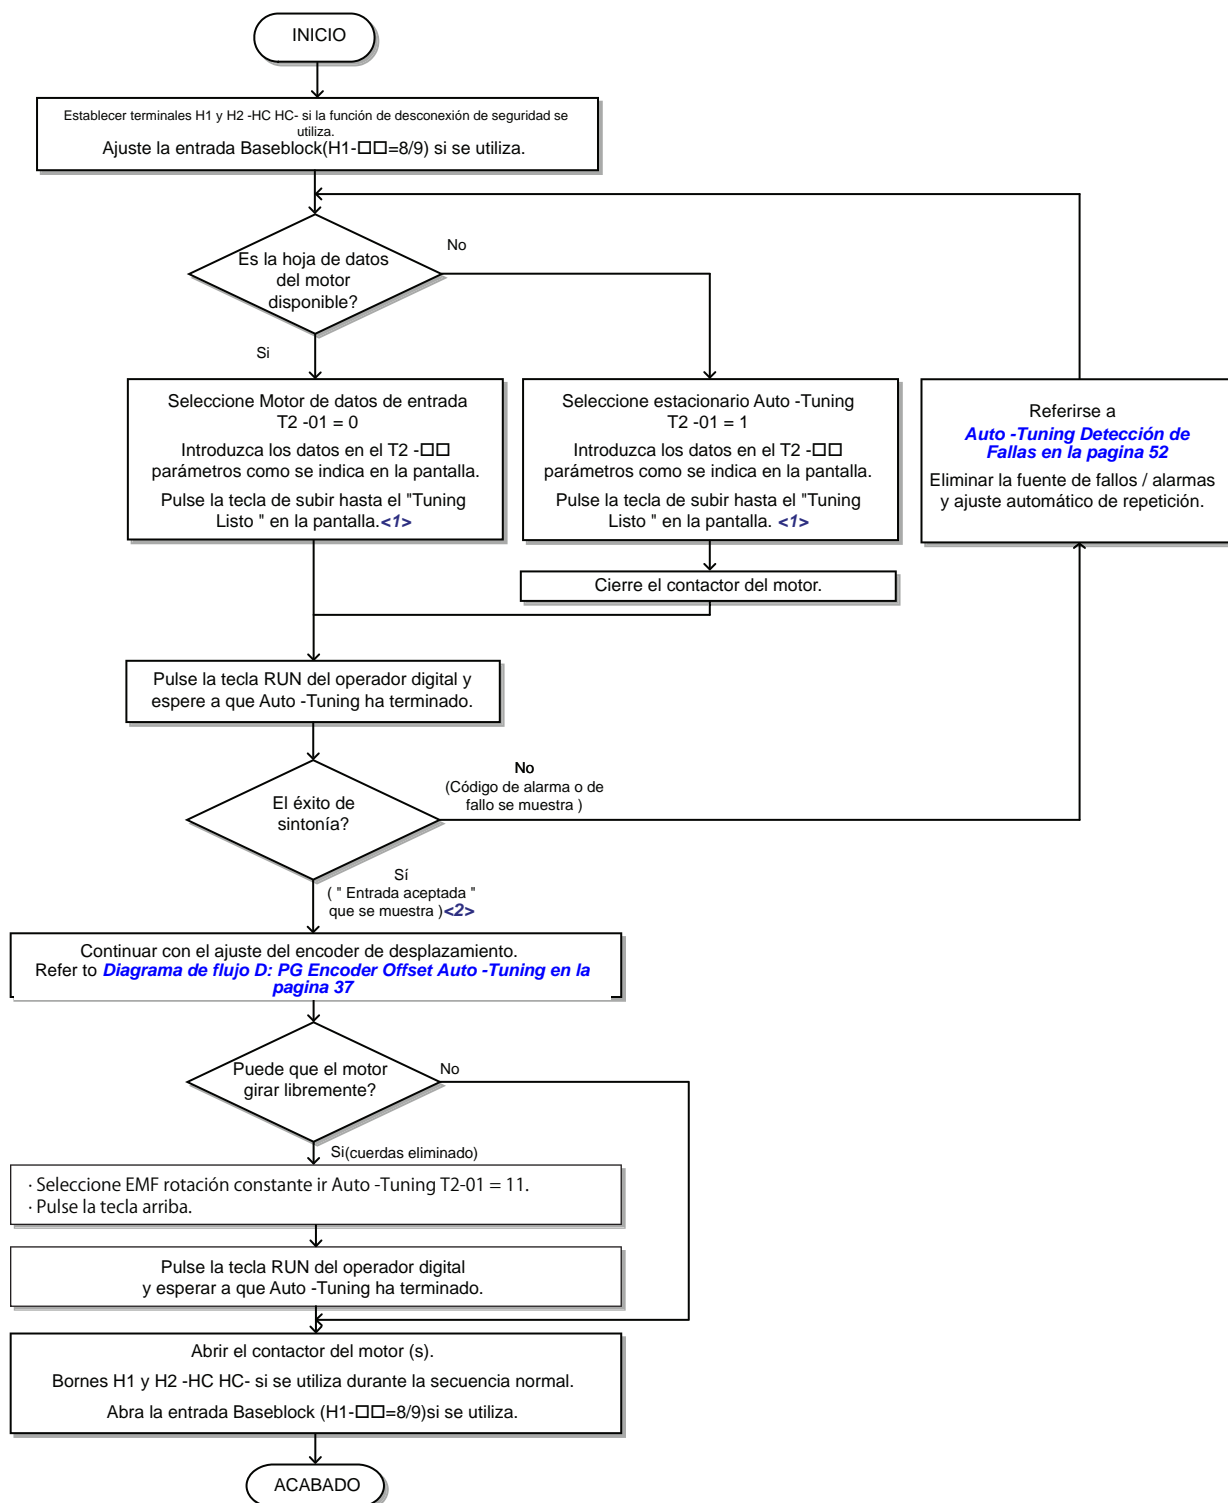 INICIO
Establecer terminales H1 y H2 -HC HC- si la función de desconexión de seguridad se
utiliza.
Ajuste la entrada Baseblock(H1-□□=8/9) si se utiliza.
Es la hoja de datos
del motor
disponible?
No
Si
Seleccione Motor de datos de entrada
T2 -01 = 0
Introduzca los datos en el T2 -□□
parámetros como se indica en la pantalla.
Pulse la tecla de subir hasta el "Tuning
Listo " en la pantalla.<1>
Seleccione estacionario Auto -Tuning
T2 -01 = 1
Introduzca los datos en el T2 -□□
parámetros como se indica en la pantalla.
Pulse la tecla de subir hasta el "Tuning
Listo " en la pantalla. <1>
Referirse a
Auto -Tuning Detección de
Fallas en la pagina 52
Eliminar la fuente de fallos / alarmas
y ajuste automático de repetición.
Cierre el contactor del motor.
Pulse la tecla RUN del operador digital y
espere a que Auto -Tuning ha terminado.
El éxito de
sintonía?
No
(Código de alarma o de
fallo se muestra )
Sí
( " Entrada aceptada "
que se muestra )<2>
Continuar con el ajuste del encoder de desplazamiento.
Refer to Diagrama de flujo D: PG Encoder Offset Auto -Tuning en la
pagina 37
Puede que el motor
girar libremente?
No
Si(cuerdas eliminado)
· Seleccione EMF rotación constante ir Auto -Tuning T2-01 = 11.
· Pulse la tecla arriba.
Pulse la tecla RUN del operador digital
y esperar a que Auto -Tuning ha terminado.
Abrir el contactor del motor (s).
Bornes H1 y H2 -HC HC- si se utiliza durante la secuencia normal.
Abra la entrada Baseblock (H1-□□=8/9)si se utiliza.
ACABADO